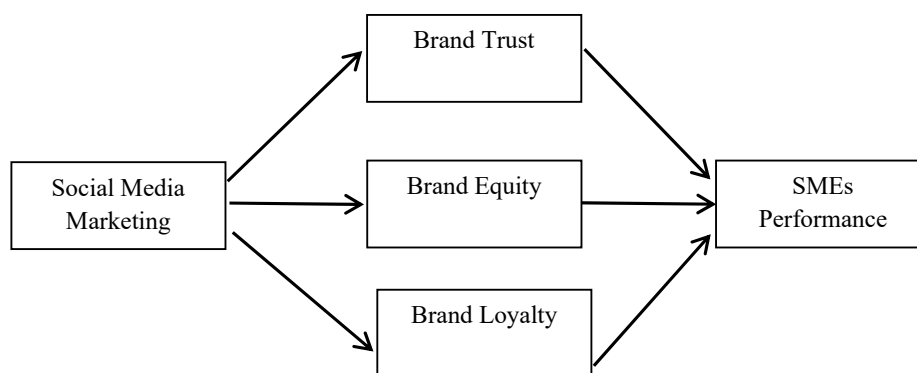 Brand Trust
Social Media
Marketing
Brand Equity
SMEs
Performance
Brand Loyalty